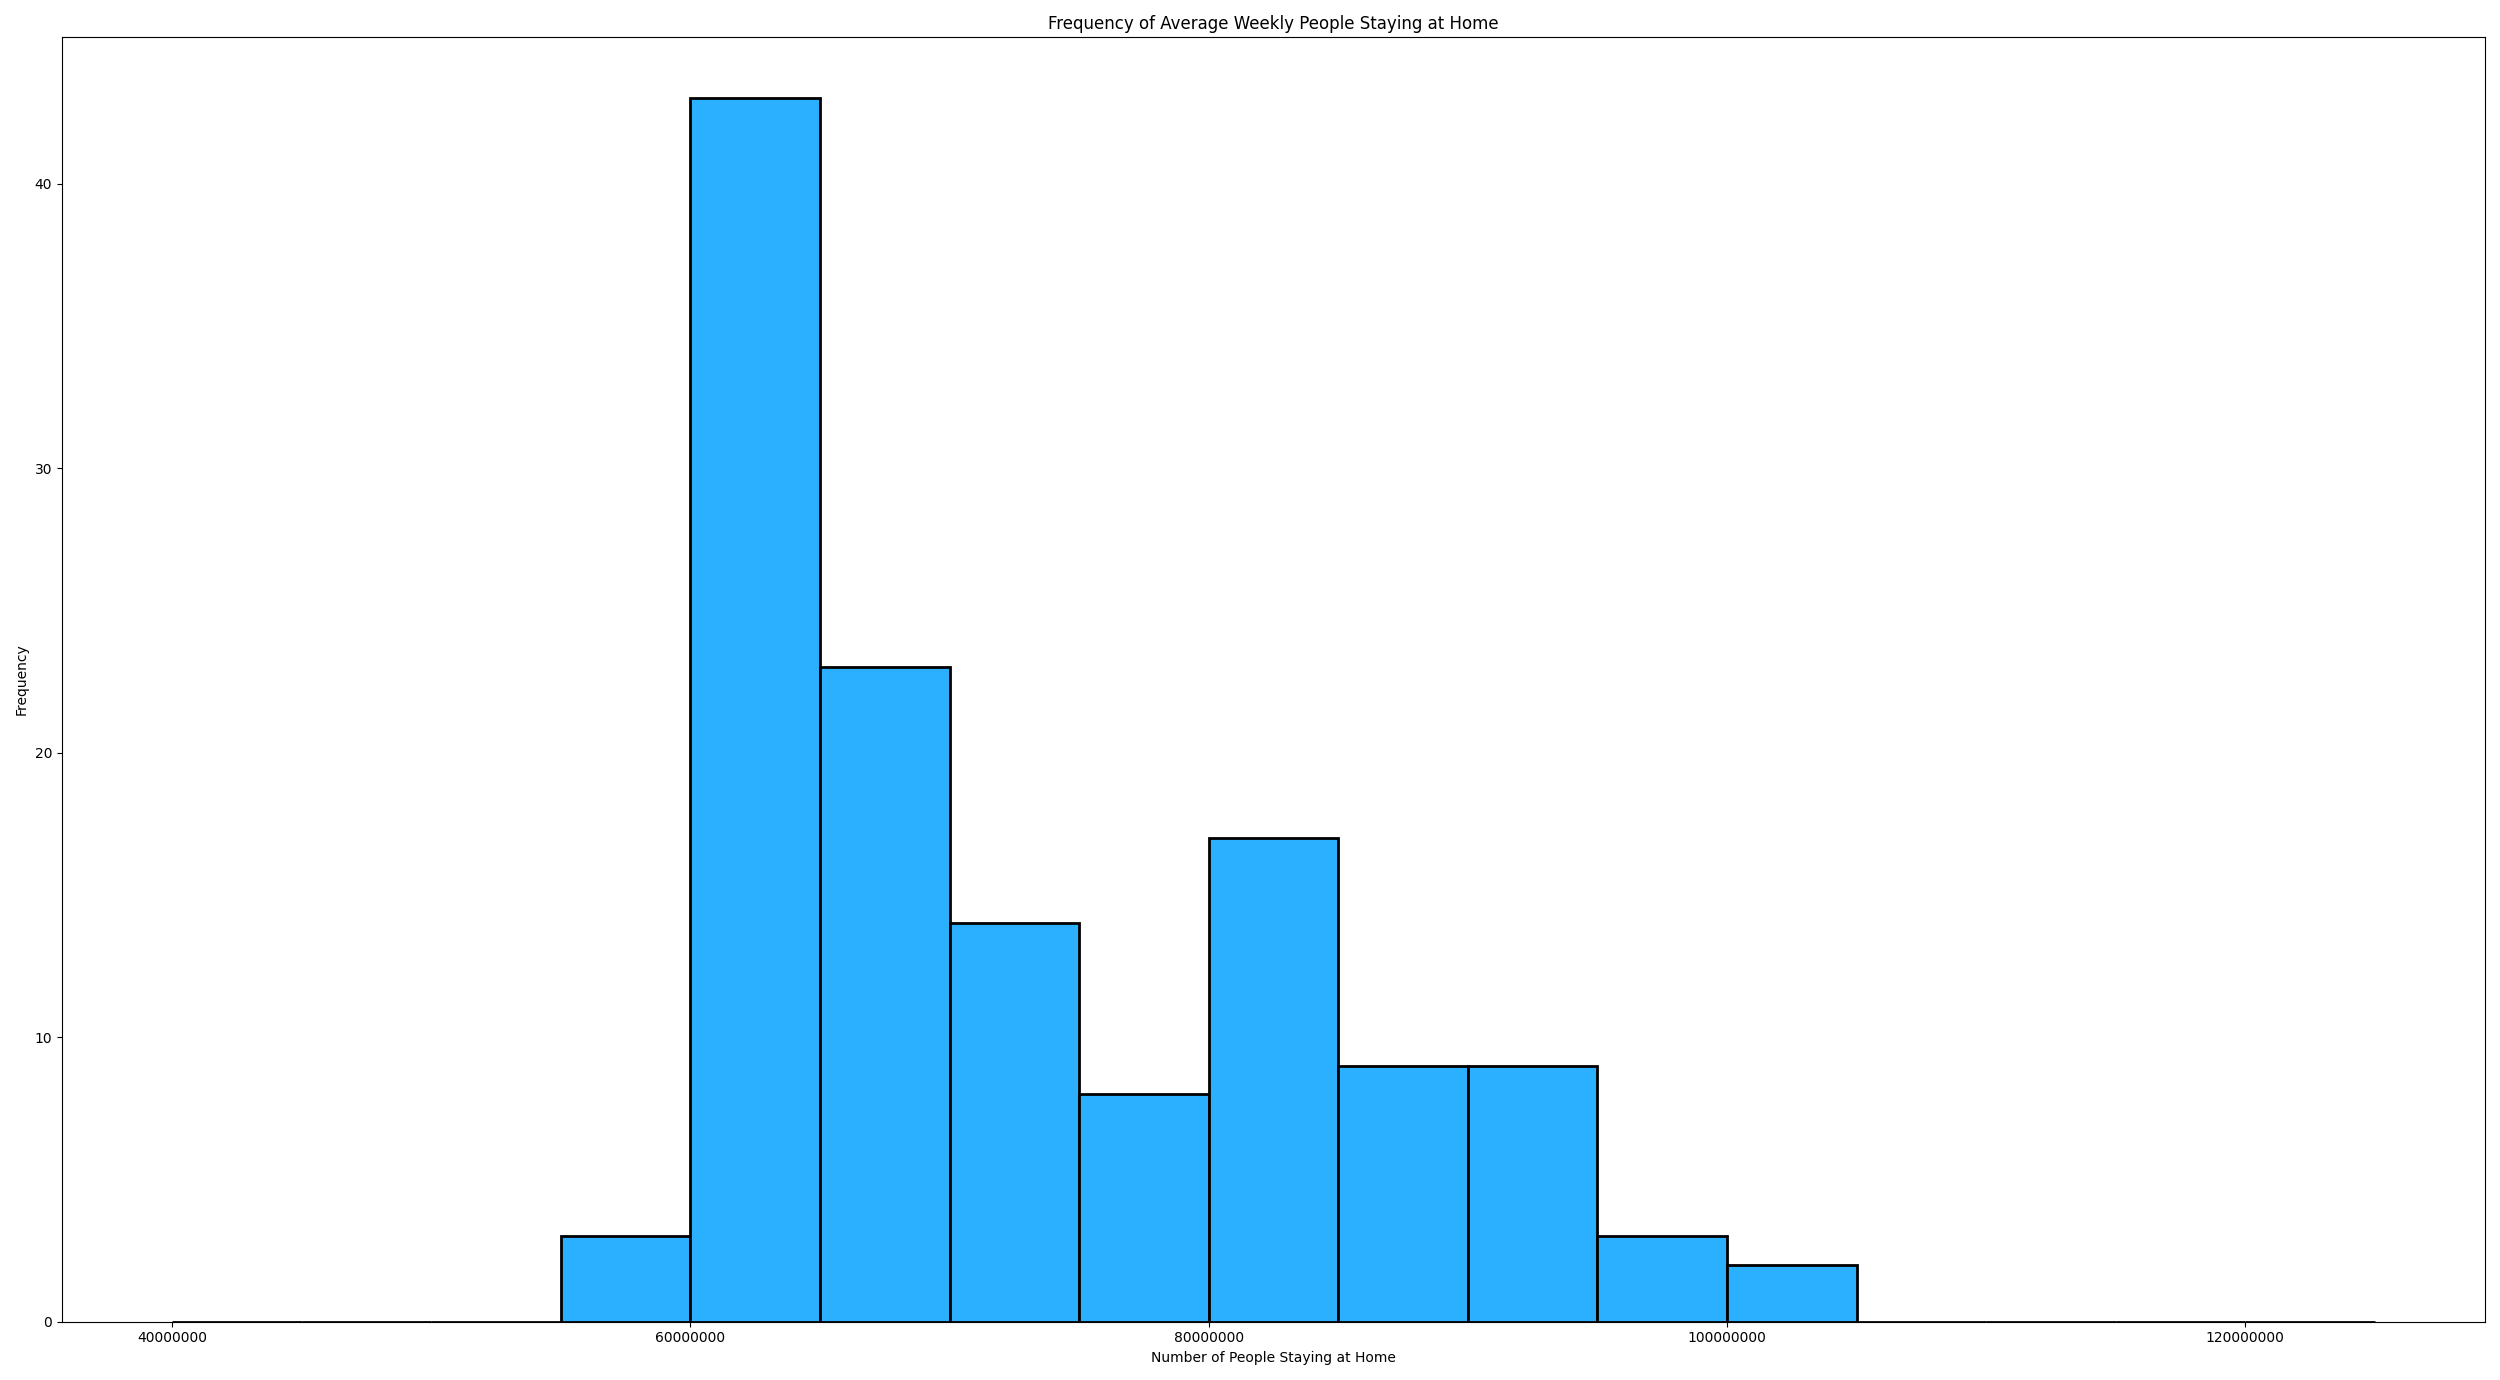 Frequency of Average Weekly People Staying at Home
Frequency
40
30
20
10
0
40000000 60000000 80000000 100000000 120000000
Number of People Staying at Home